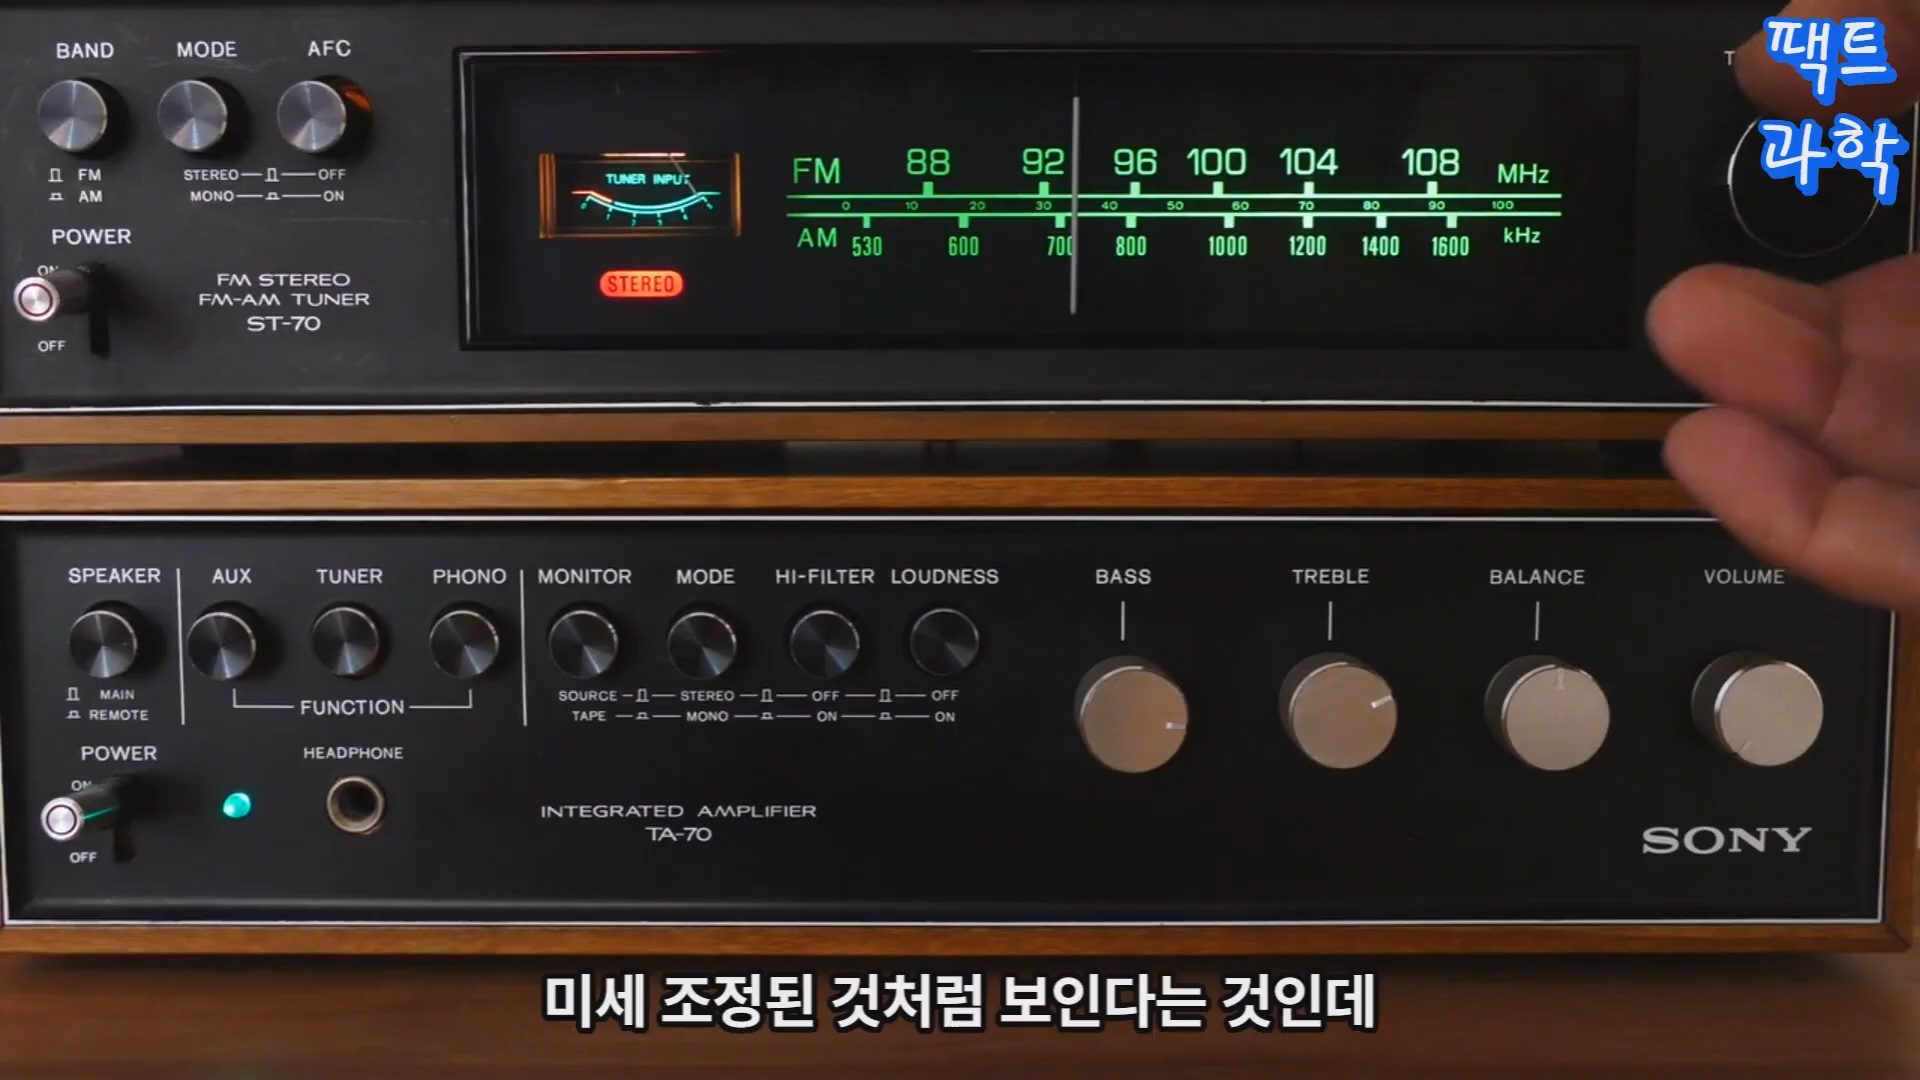 BAND MODE AFC
FM STEREO OFF
AM MONO ON
POWER
ON
OFF
FM STEREO
FM-AM TUNER
ST-70
TUNER INPUT
STEREO
FM 88 92 96 100 104 108 MHz
0 10 20 30 40 50 60 70 80 90 100
AM 530 600 700 800 1000 1200 1400 1600 kHz
팩트
과학
SPEAKER AUX TUNER PHONO MONITOR MODE HI-FILTER LOUDNESS BASS TREBLE BALANCE VOLUME
MAIN SOURCE STEREO OFF OFF
REMOTE FUNCTION TAPE MONO ON ON
POWER HEADPHONE
ON
OFF
INTEGRATED AMPLIFIER
TA-70
SONY
미세 조정된 것처럼 보인다는 것인데